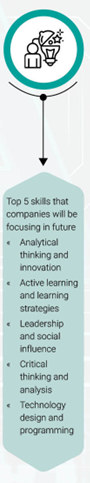 Top 5 skills that
companies will be
focusing in future
« Analytical
thinking and
innovation
« Active learning
and learning
strategies
« Leadership
and social
influence
« Critical
thinking and
analysis
« Technology
design and
programming